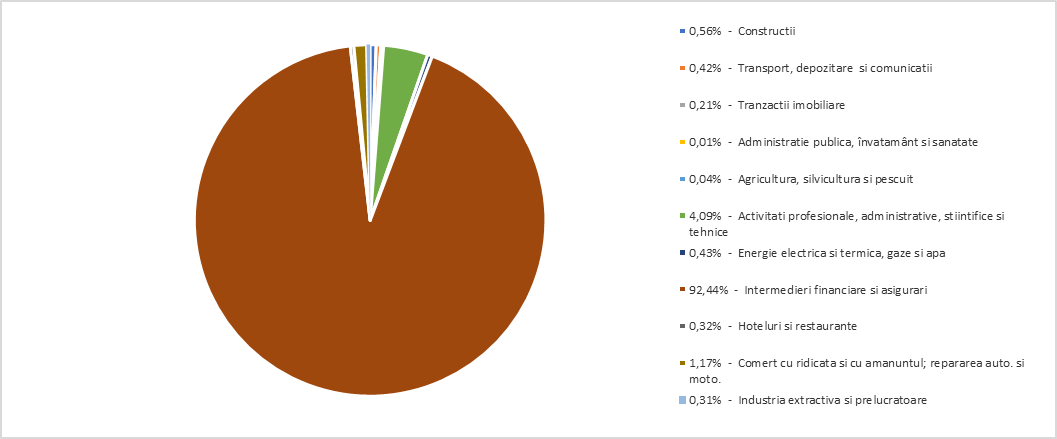 0,56% - Constructii
0,42% - Transport, depozitare si comunicatii
0,21% - Tranzactii imobiliare
0,01% - Administratie publica, învatamânt si sanatate
0,04% - Agricultura, silvicultura si pescuit
4,09% - Activitati profesionale, administrative, stiintifice si
tehnice
0,43% - Energie electrica si termica, gaze si apa
92,44% - Intermedieri financiare si asigurari
0,32% - Hoteluri si restaurante
1,17% - Comert cu ridicata si cu amanuntul; repararea auto. si
moto.
0,31% - Industria extractiva si prelucratoare